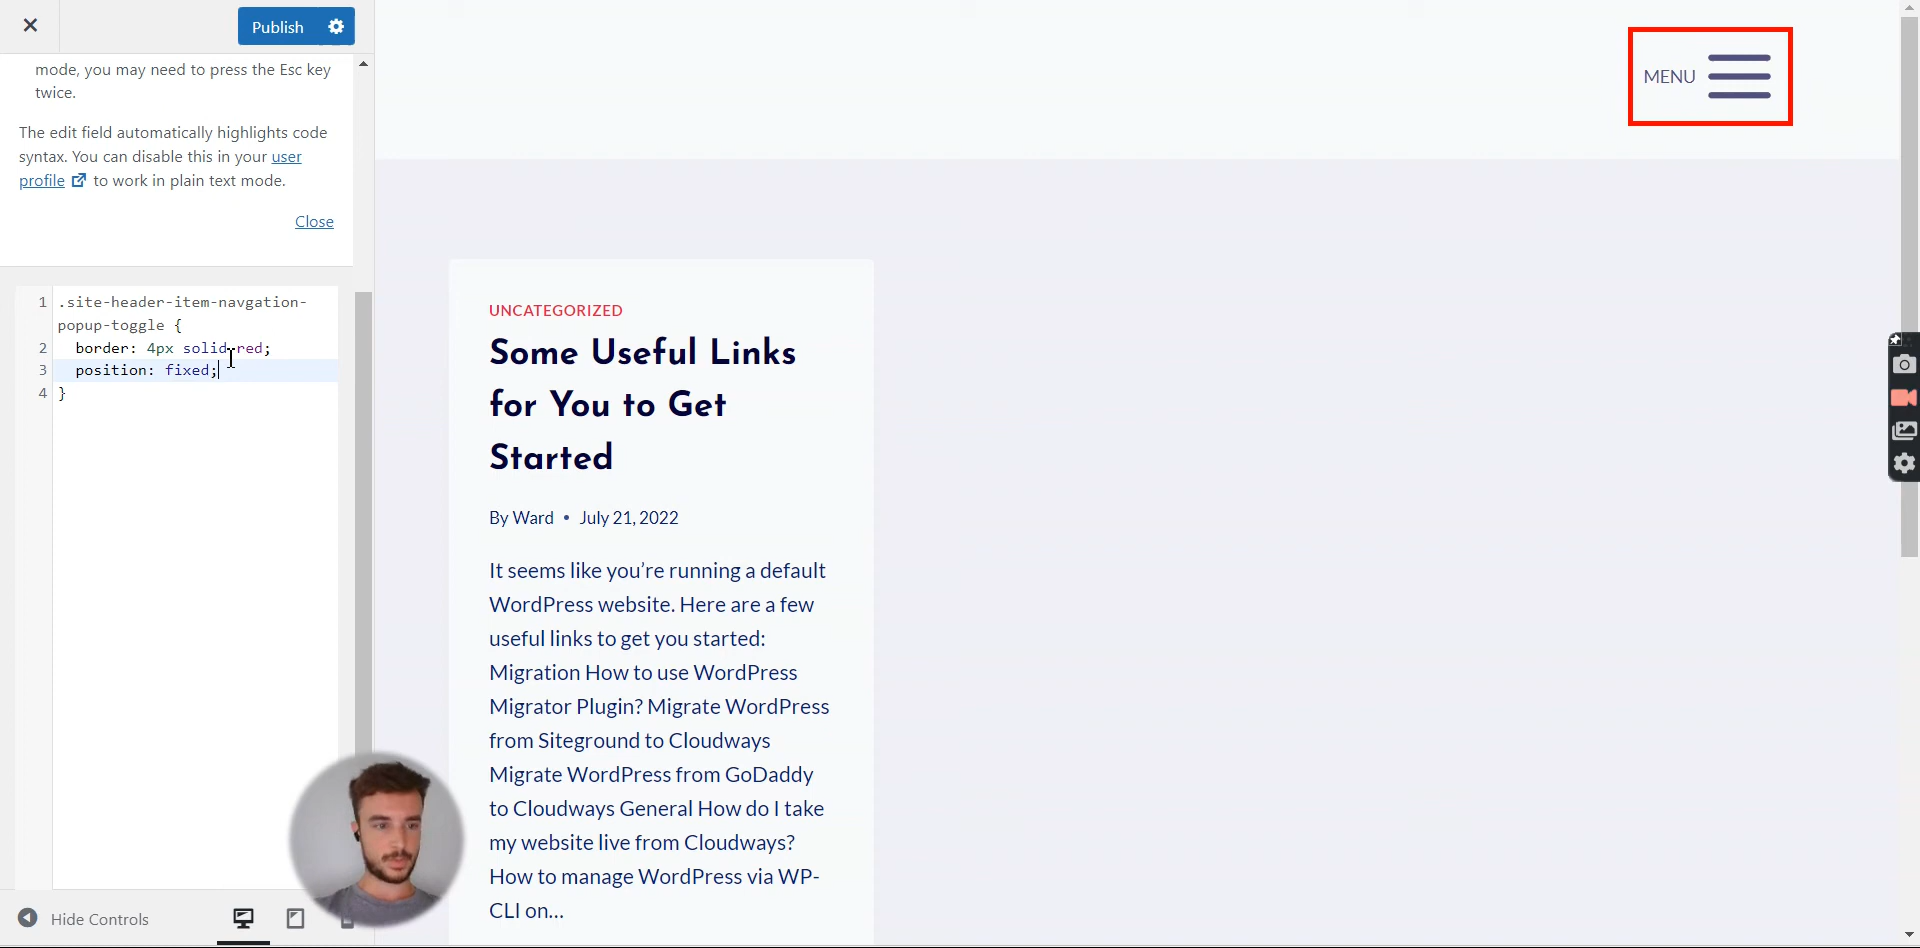 Publish
mode, you may need to press the Esc key
twice.
The edit field automatically highlights code
syntax. You can disable this in your user
profile to work in plain text mode.
Close
1 .site-header-item-navgation-
popup-toggle {
2 border: 4px solid red;
3 position: fixed;
4 }
Hide Controls
MENU
UNCATEGORIZED
Some Useful Links
for You to Get
Started
By Ward • July 21, 2022
It seems like you’re running a default
WordPress website. Here are a few
useful links to get you started:
Migration How to use WordPress
Migrator Plugin? Migrate WordPress
from Siteground to Cloudways
Migrate WordPress from GoDaddy
to Cloudways General How do I take
my website live from Cloudways?
How to manage WordPress via WP-
CLI on…